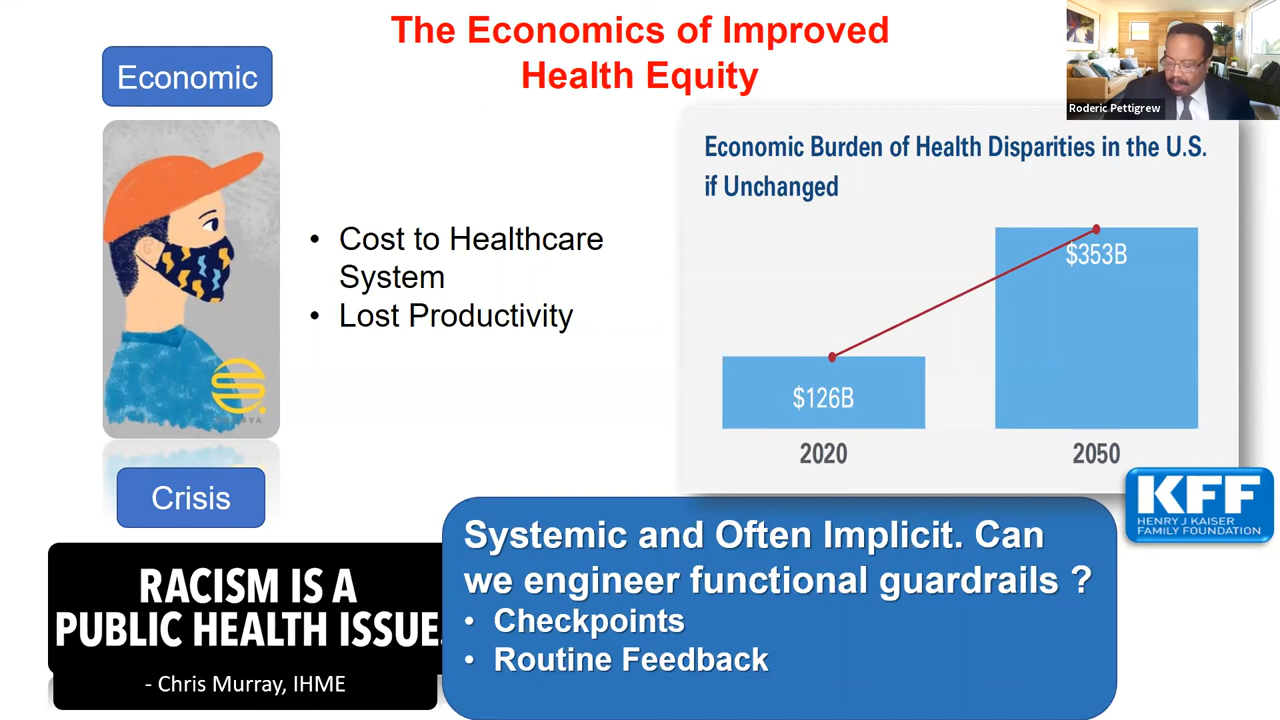 The Economics of Improved
Health Equity
Economic
Roderic Pettigrew
Economic Burden of Health Disparities in the U.S.
if Unchanged
• Cost to Healthcare
System
• Lost Productivity
$353B
$126B
2020
2050
Crisis
KFF
HENRY J KAISER
FAMILY FOUNDATION
Systemic and Often Implicit. Can
we engineer functional guardrails ?
• Checkpoints
• Routine Feedback
RACISM IS A
PUBLIC HEALTH ISSUE.
- Chris Murray, IHME